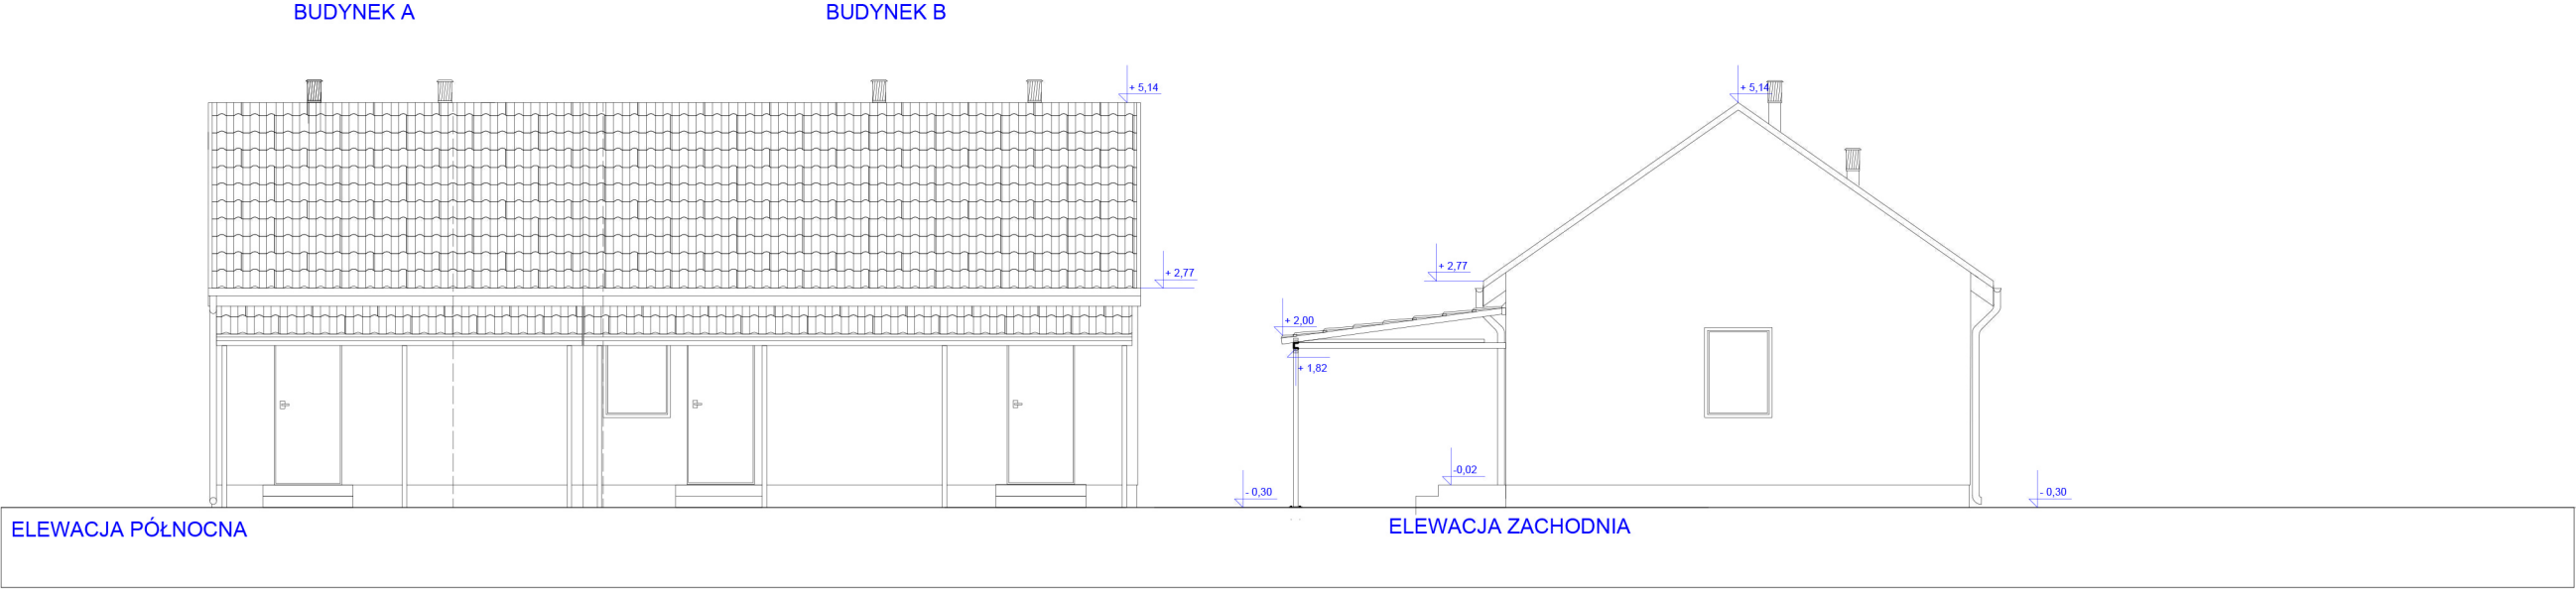 BUDYNEK A
BUDYNEK B
+ 5,14
+ 5,14
+ 2,77
+ 2,77
+ 2,00
+ 1,82
-0,02
- 0,30
- 0,30
ELEWACJA PÓŁNOCNA
ELEWACJA ZACHODNIA